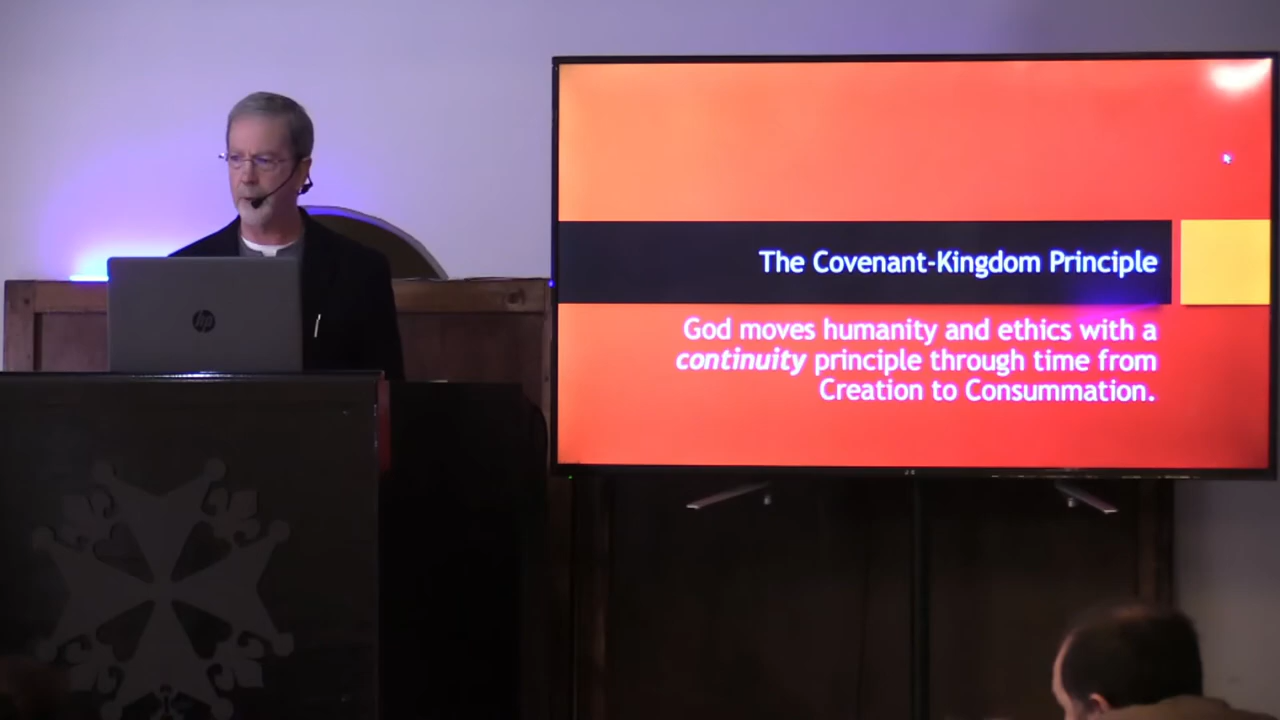 The Covenant-Kingdom Principle
God moves humanity and ethics with a
continuity principle through time from
Creation to Consummation.
hp